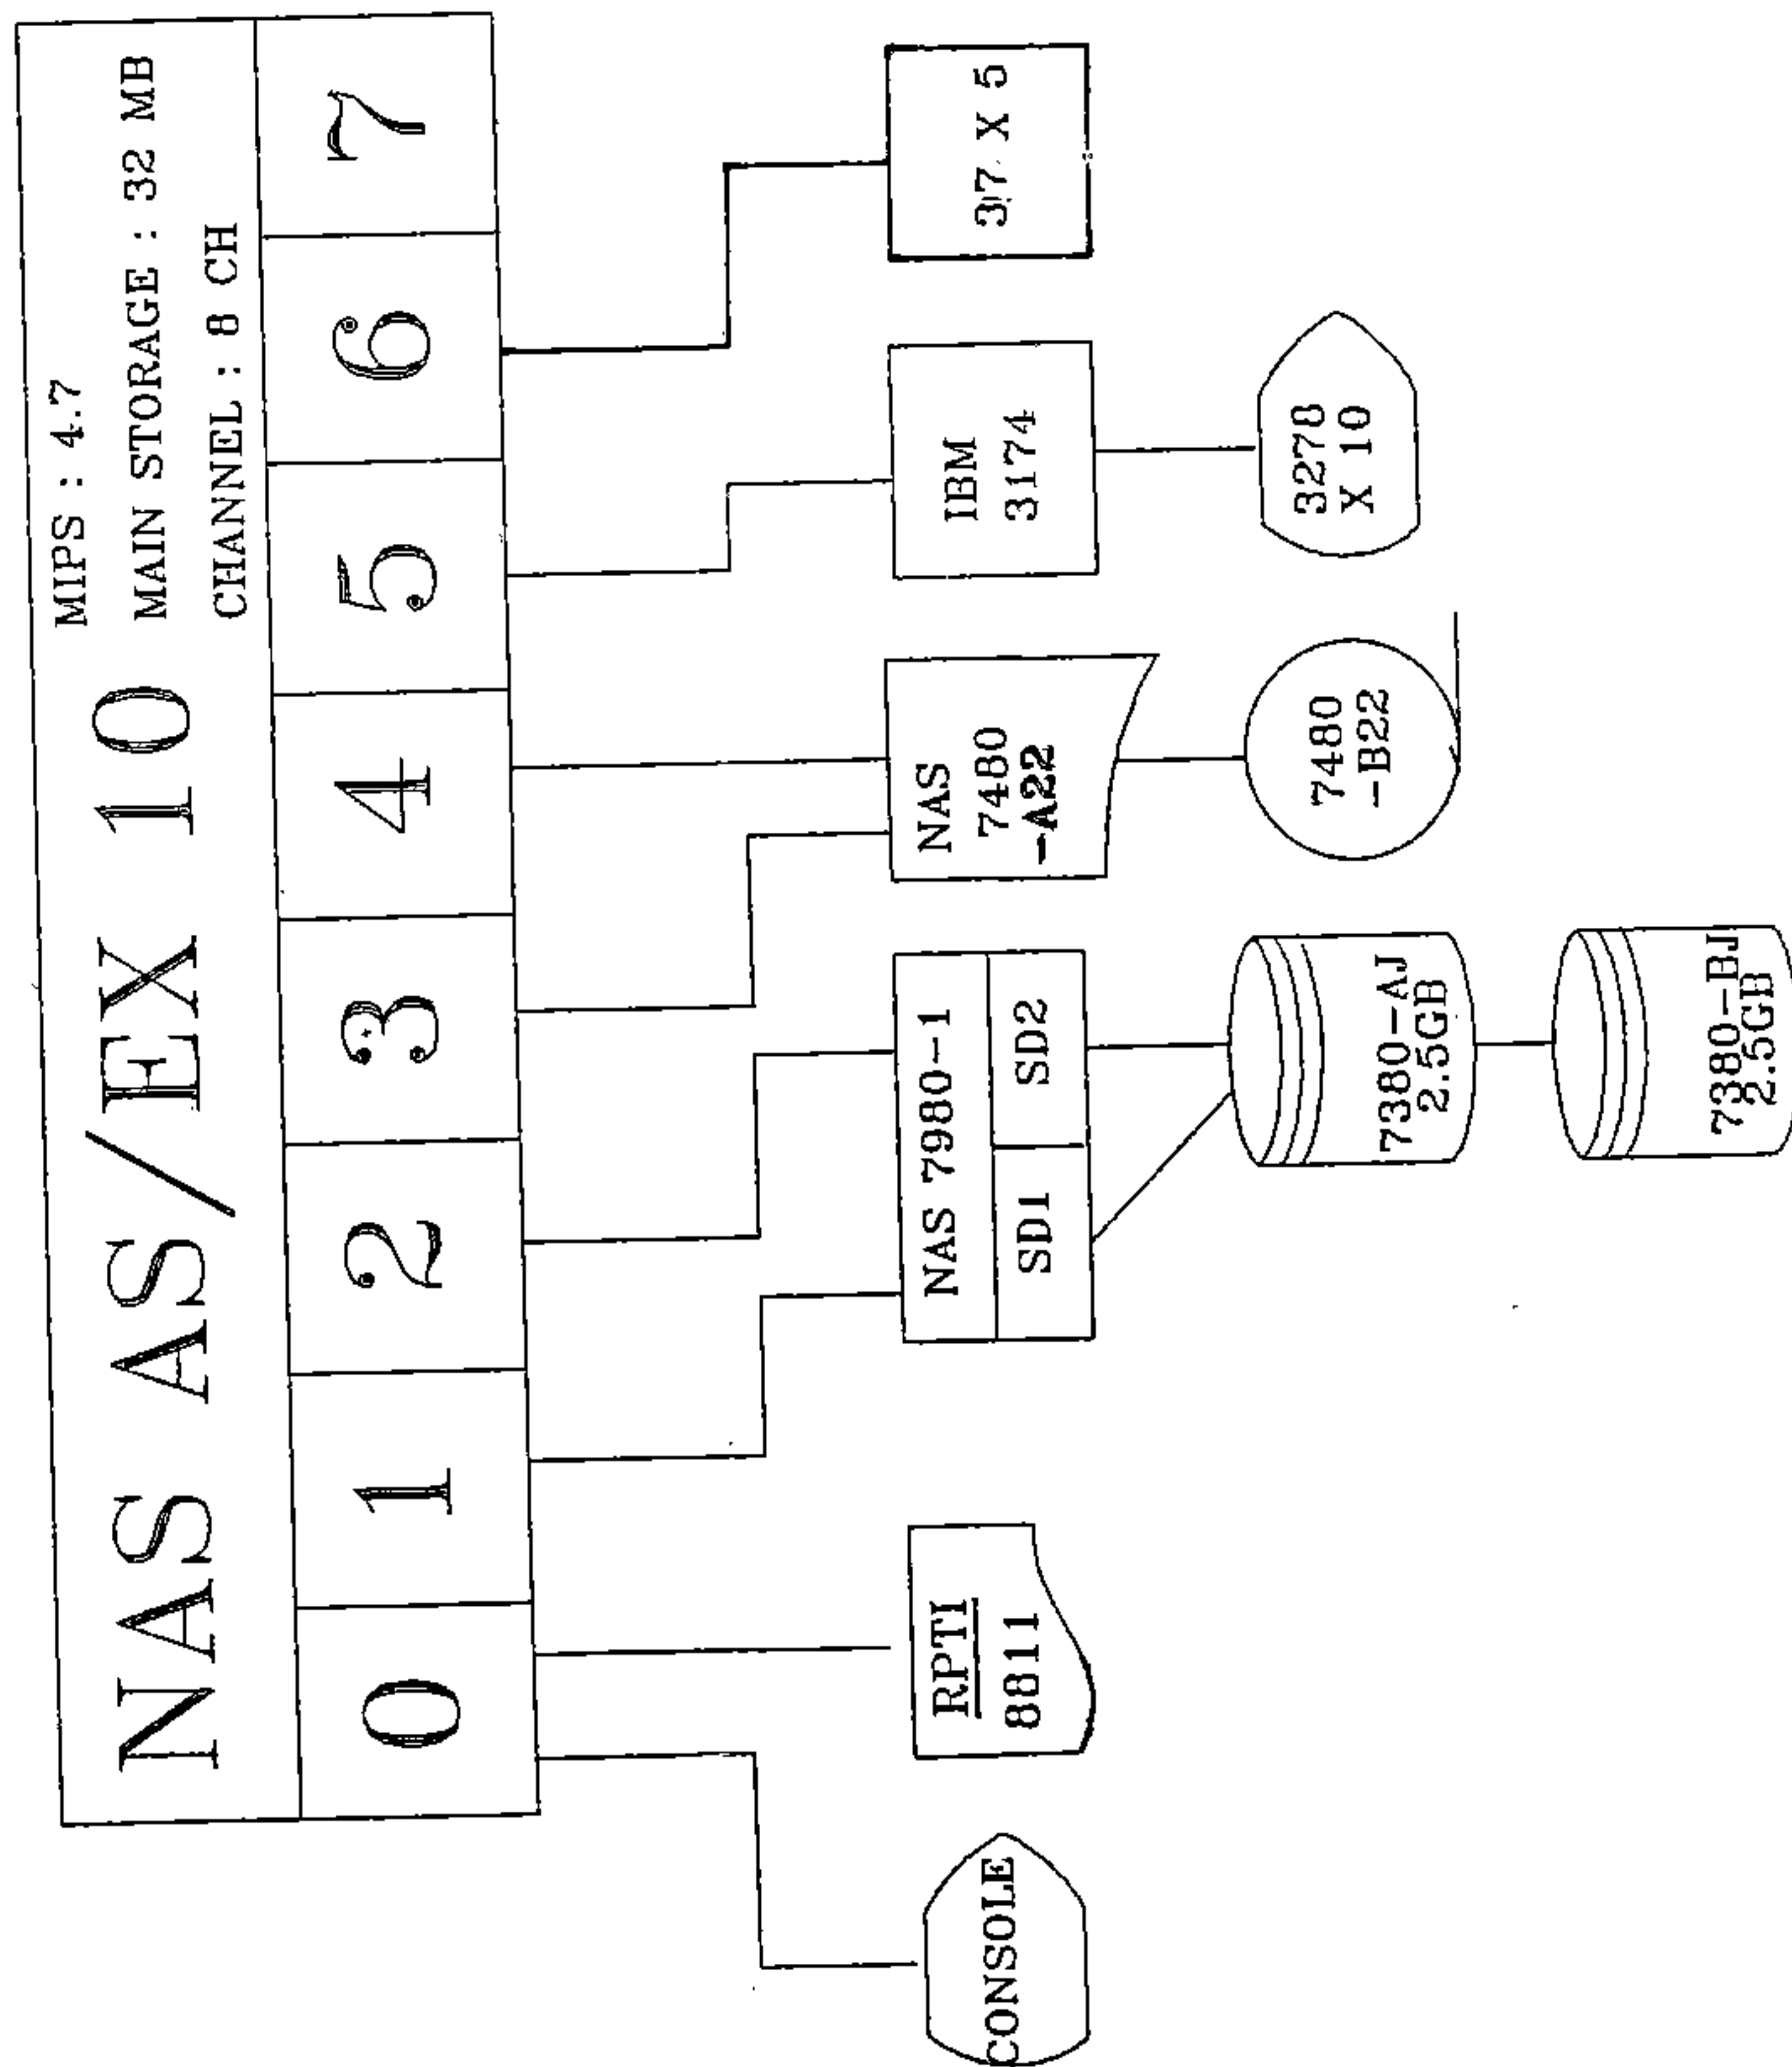 NAS AS/EX 10
MIPS : 4.7
MAIN STORAGE : 32 MB
CHANNEL : 8 CH
0 1 2 3 4 5 6 7
CONSOLE
RPTI
8811
NAS 7980-1
SD1 SD2
7380-AJ
2.5GB
7380-BJ
2.5GB
NAS
7480
-A22
7480
-B22
IBM
3174
3278
X 10
37 X 5